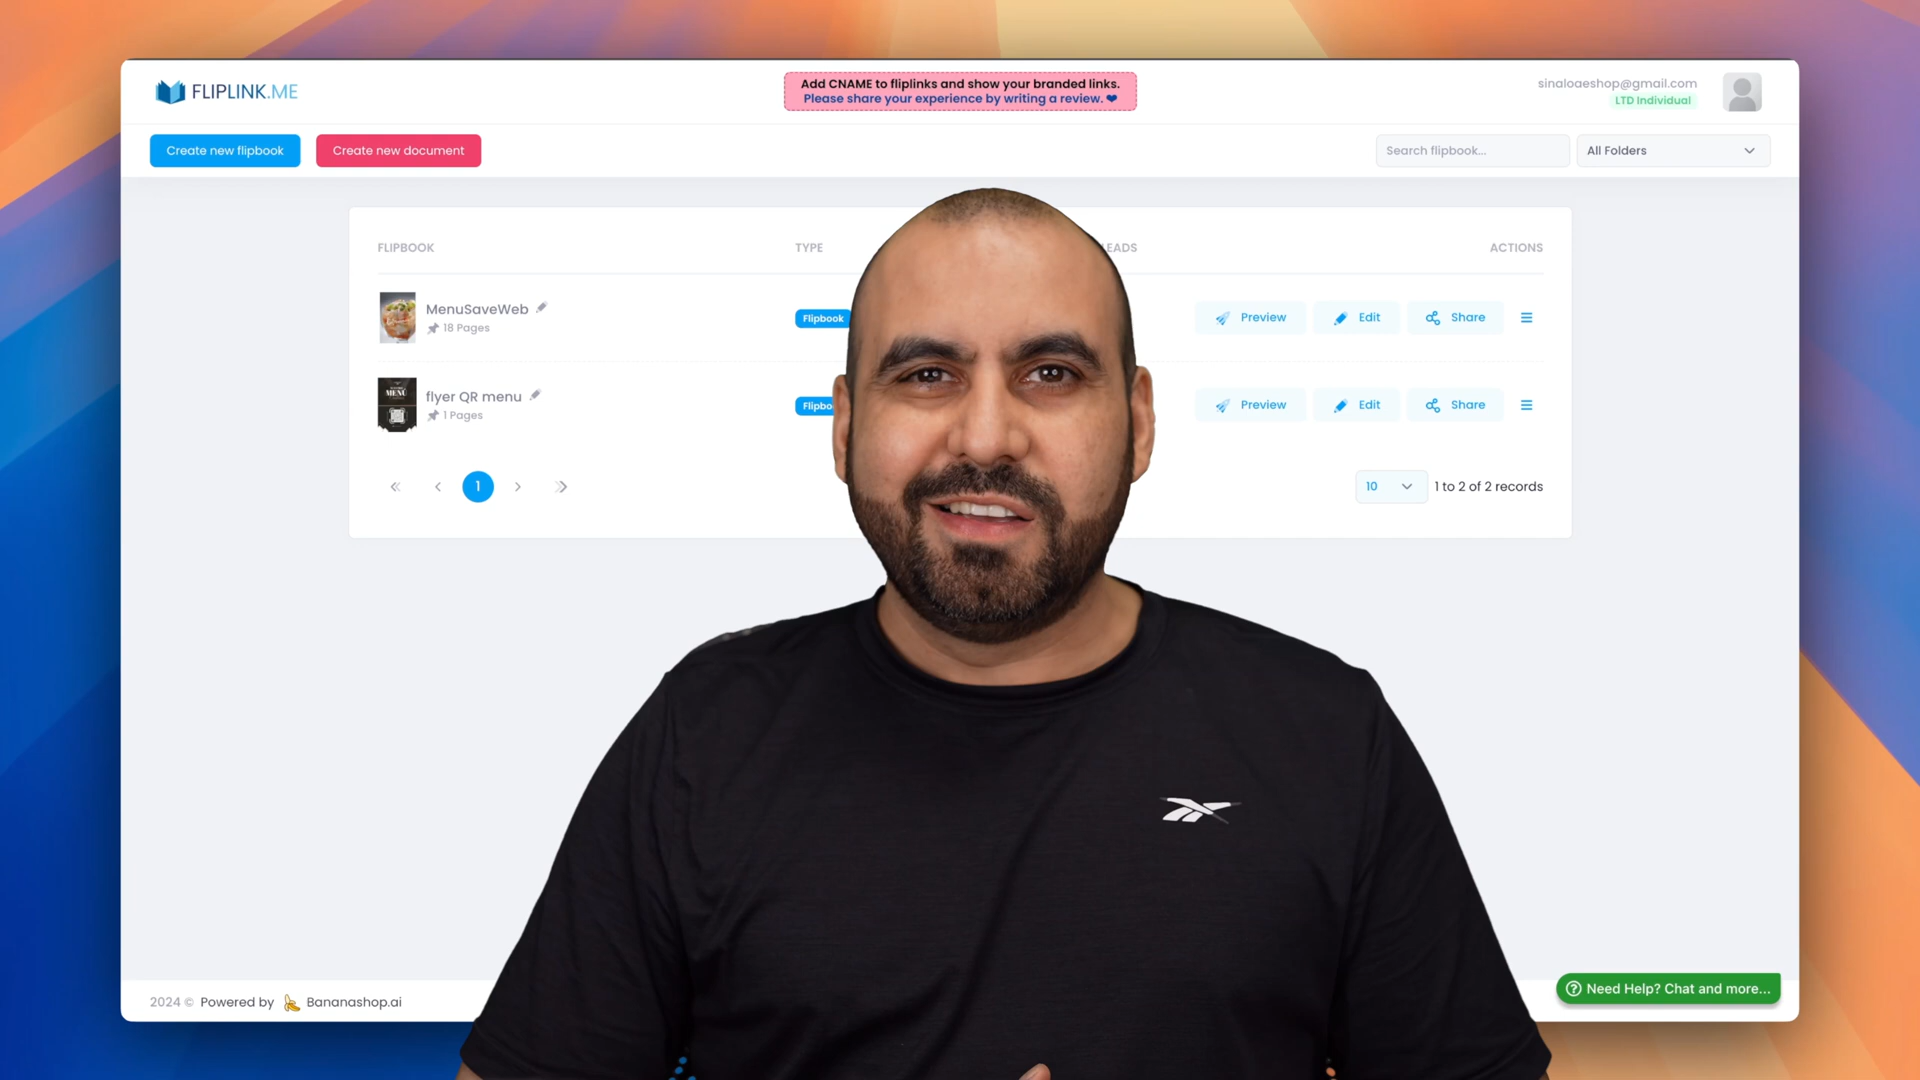 FLIPLINK.ME
Add CNAME to fliplinks and show your branded links.
Please share your experience by writing a review. ❤
sinaloaeshop@gmail.com
LTD Individual
Create new flipbook
Create new document
Search flipbook...
All Folders
FLIPBOOK
TYPE
EADS
ACTIONS
MenuSaveWeb
18 Pages
Flipbook
Preview
Edit
Share
MENU
flyer QR menu
1 Pages
Flipbo
Preview
Edit
Share
1
10
1 to 2 of 2 records
2024 © Powered by Bananashop.ai
Need Help? Chat and more...